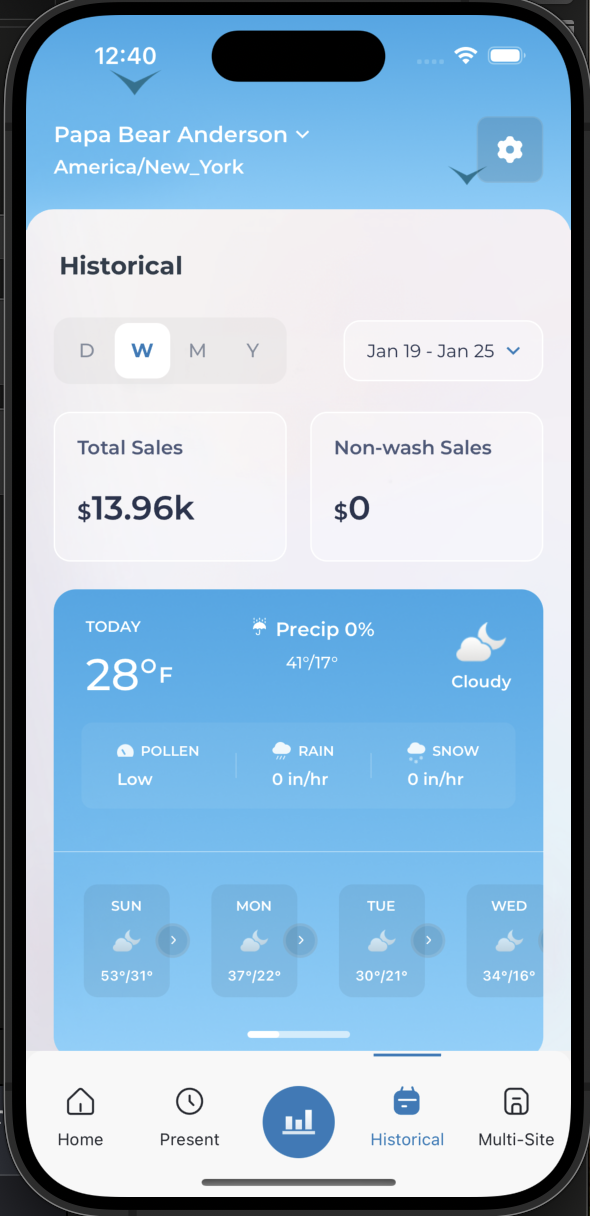 12:40
Papa Bear Anderson
America/New_York
Historical
D W M Y
Jan 19 - Jan 25
Total Sales
$13.96k
Non-wash Sales
$0
TODAY
28°F
Precip 0%
41°/17°
Cloudy
POLLEN
Low
RAIN
0 in/hr
SNOW
0 in/hr
SUN
53°/31°
MON
37°/22°
TUE
30°/21°
WED
34°/16°
Home
Present
Historical
Multi-Site